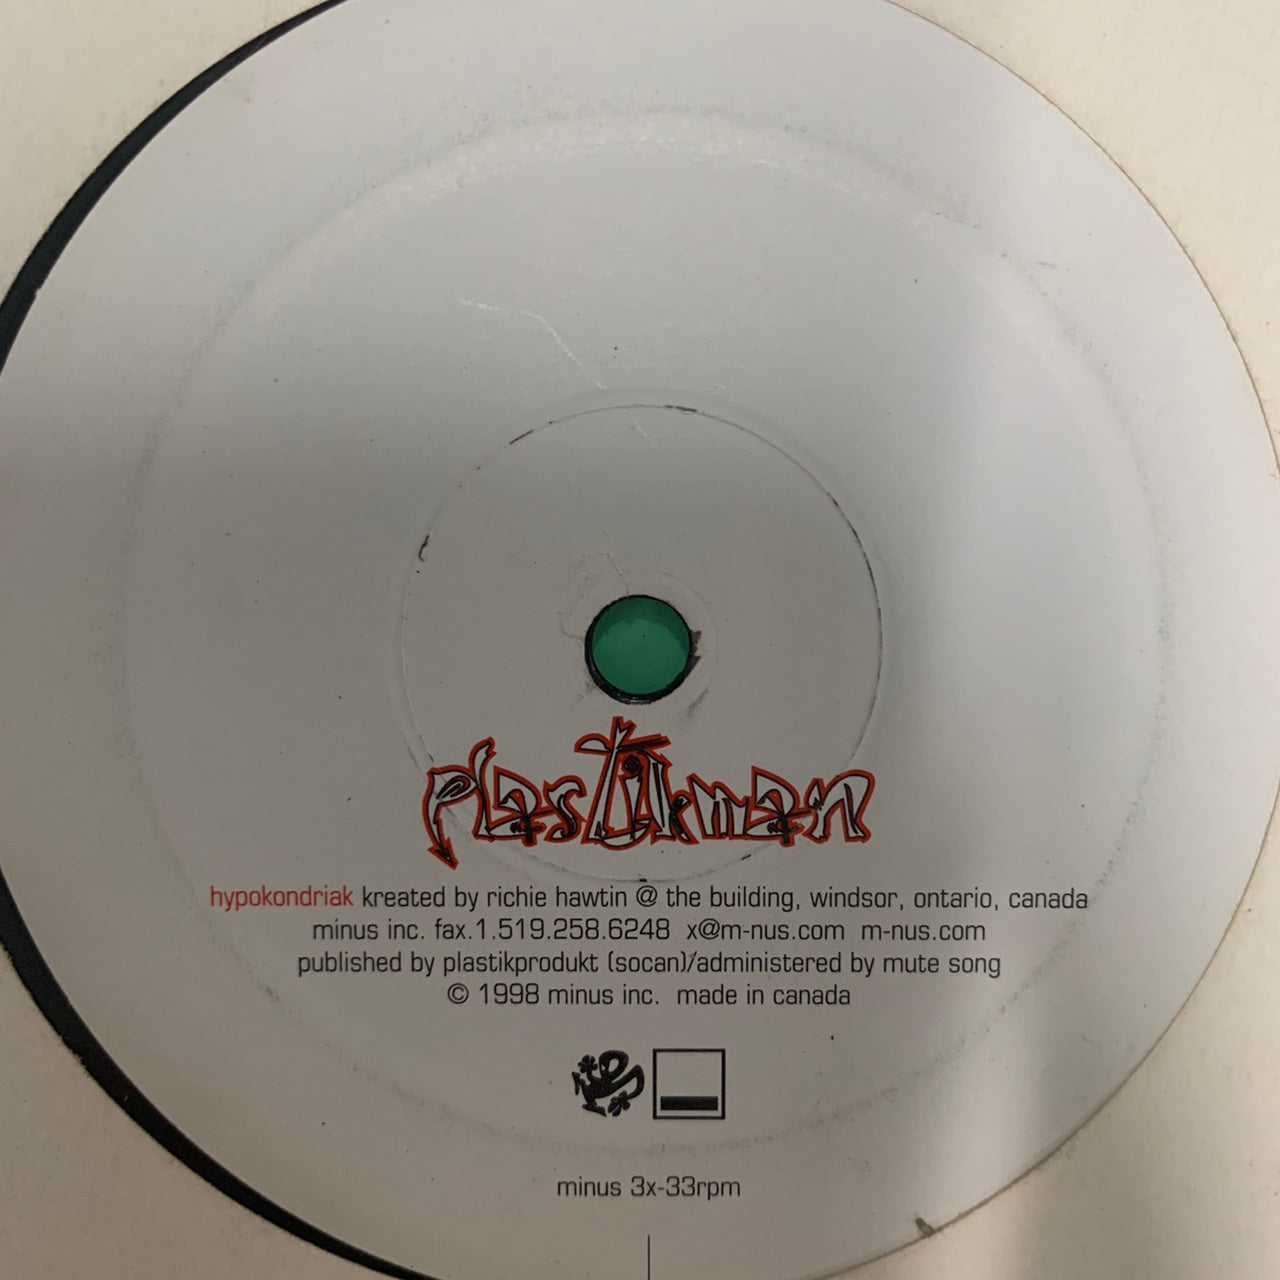 plastikman
hypokondriak kreated by richie hawtin @ the building, windsor, ontario, canada
minus inc. fax.1.519.258.6248 x@m-nus.com m-nus.com
published by plastikprodukt (socan)/administered by mute song
© 1998 minus inc. made in canada
minus 3x-33rpm